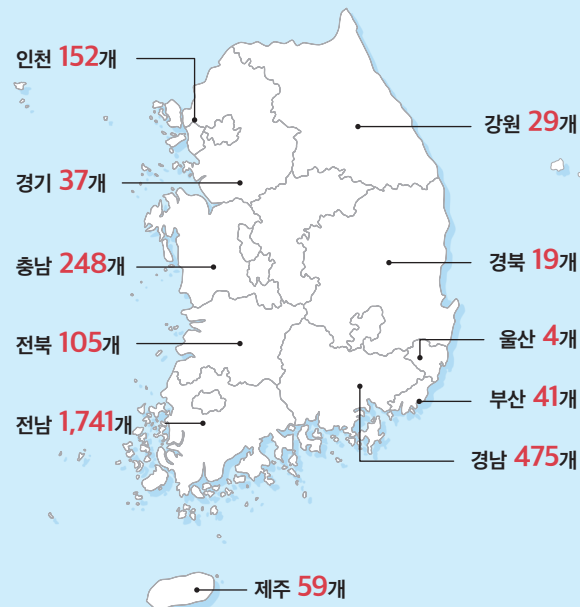 인천 152개
강원 29개
경기 37개
충남 248개
경북 19개
전북 105개
울산 4개
부산 41개
전남 1,741개
경남 475개
제주 59개